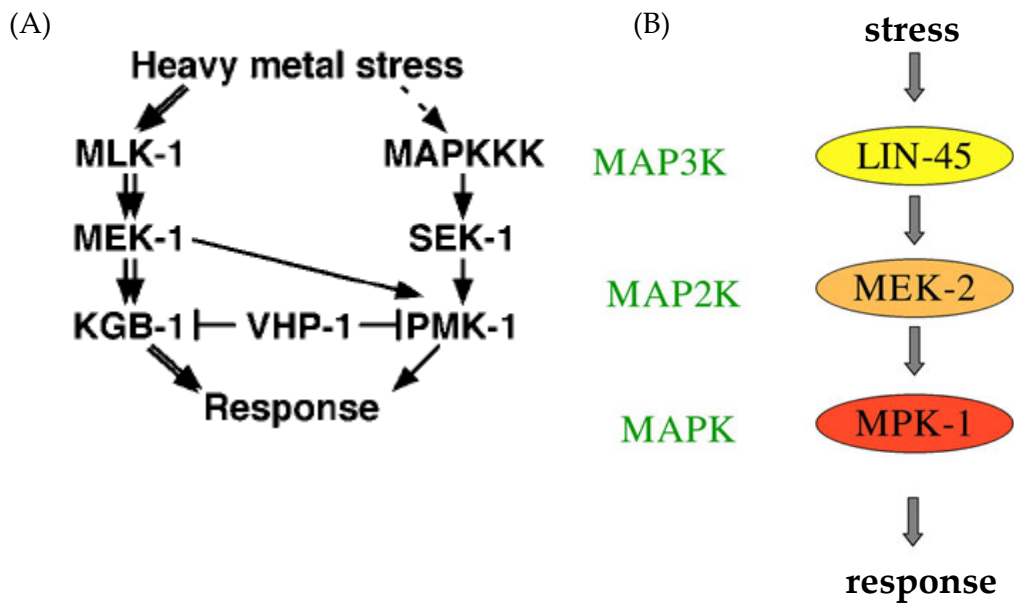 (A)
Heavy metal stress
MLK-1
MAPKKK
MEK-1
SEK-1
KGB-1
VHP-1
PMK-1
Response
(B)
stress
MAP3K
LIN-45
MAP2K
MEK-2
MAPK
MPK-1
response